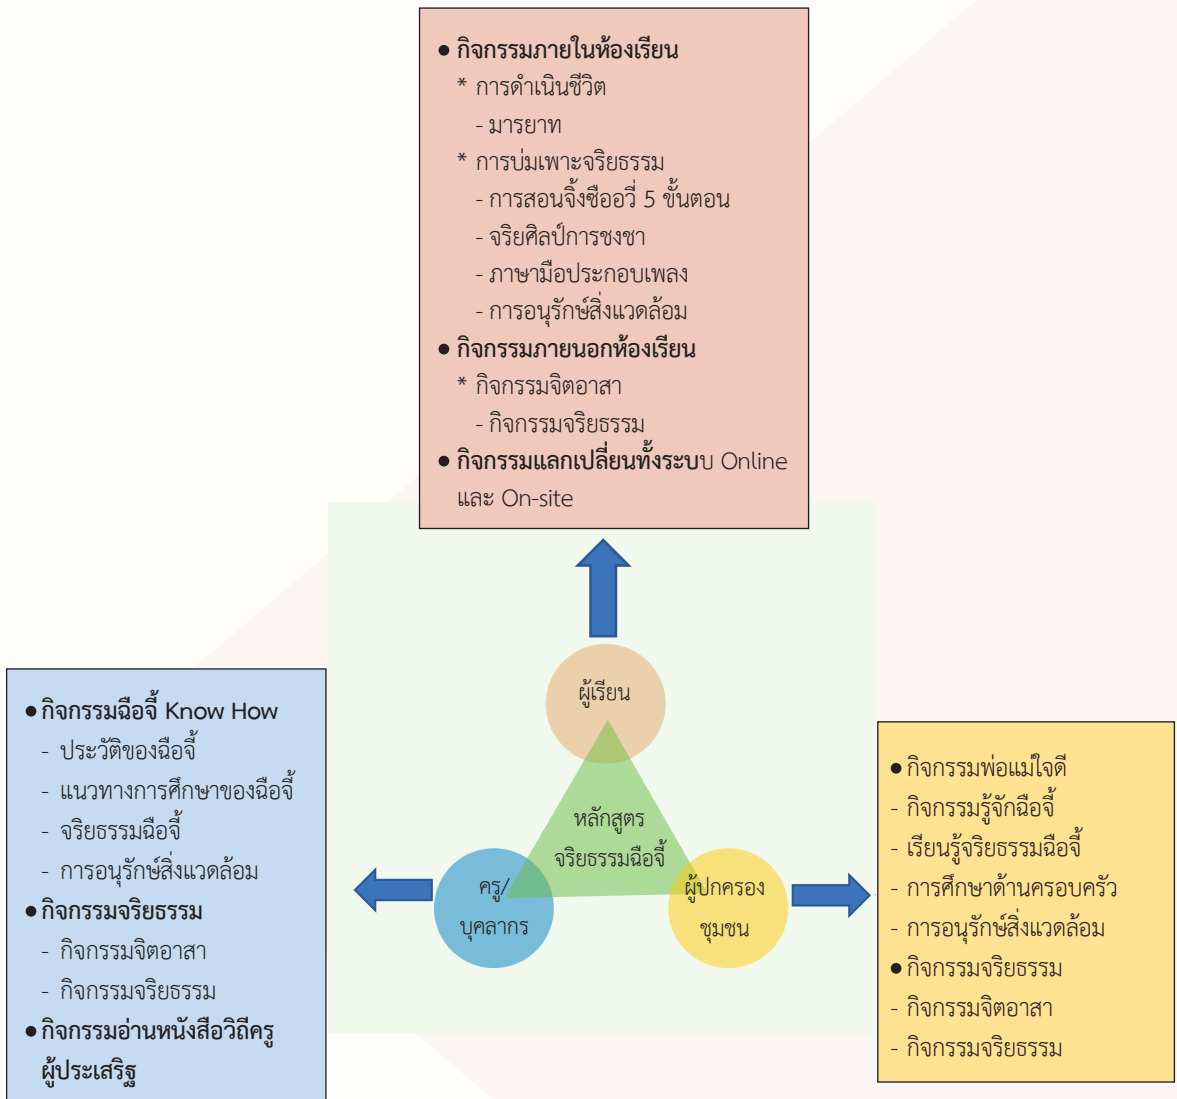 ● กิจกรรมภายในห้องเรียน
* การดำเนินชีวิต
- มารยาท
* การบ่มเพาะจริยธรรม
- การสอนจิ้งซืออวี่ 5 ขั้นตอน
- จริยศิลป์การชงชา
- ภาษามือประกอบเพลง
- การอนุรักษ์สิ่งแวดล้อม
● กิจกรรมภายนอกห้องเรียน
* กิจกรรมจิตอาสา
- กิจกรรมจริยธรรม
● กิจกรรมแลกเปลี่ยนทั้งระบบ Online
และ On-site
ผู้เรียน
หลักสูตร
จริยธรรมฉือจี้
ครู/
บุคลากร
ผู้ปกครอง
ชุมชน
● กิจกรรมฉือจี้ Know How
- ประวัติของฉือจี้
- แนวทางการศึกษาของฉือจี้
- จริยธรรมฉือจี้
- การอนุรักษ์สิ่งแวดล้อม
● กิจกรรมจริยธรรม
- กิจกรรมจิตอาสา
- กิจกรรมจริยธรรม
● กิจกรรมอ่านหนังสือวิถีครู
ผู้ประเสริฐ
● กิจกรรมพ่อแม่ใจดี
- กิจกรรมรู้จักฉือจี้
- เรียนรู้จริยธรรมฉือจี้
- การศึกษาด้านครอบครัว
- การอนุรักษ์สิ่งแวดล้อม
● กิจกรรมจริยธรรม
- กิจกรรมจิตอาสา
- กิจกรรมจริยธรรม